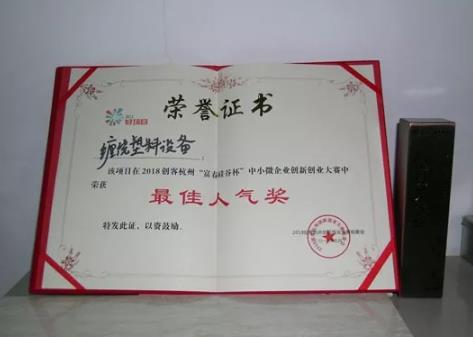 荣誉证书
缠绕塑料设备：
该项目在2018创客杭州“富春硅谷杯”中小微企业创新创业大赛中
荣获
最佳人气奖
特发此证，以资鼓励。